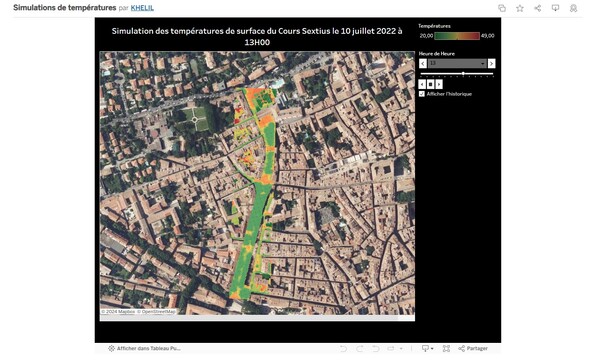 Simulations de températures par KHELIL
Simulation des températures de surface du Cours Sextius le 10 juillet 2022 à
13H00
Températures
20,00 49,00
Heure de Heure
13
Afficher l'historique
© 2024 Mapbox © OpenStreetMap
Afficher dans Tableau Pu...
Partager